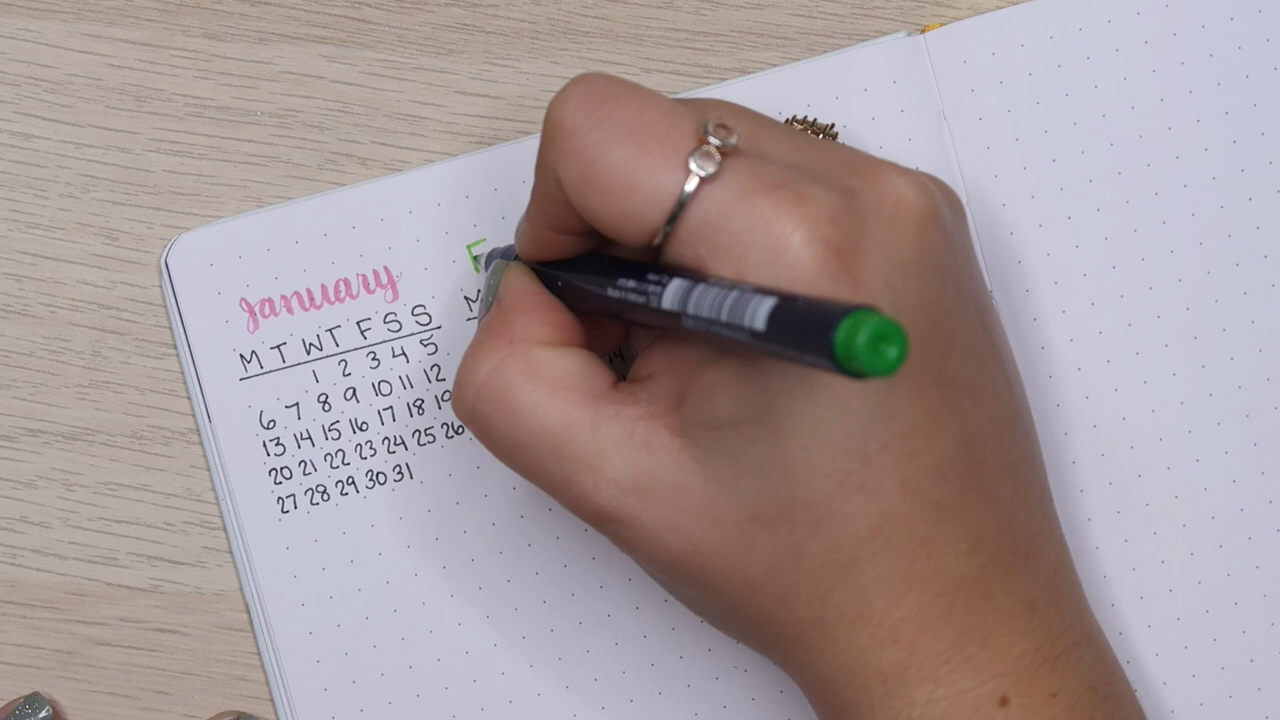 January
M T W T F S S
1 2 3 4 5
6 7 8 9 10 11 12
13 14 15 16 17 18 19
20 21 22 23 24 25 26
27 28 29 30 31
F
M